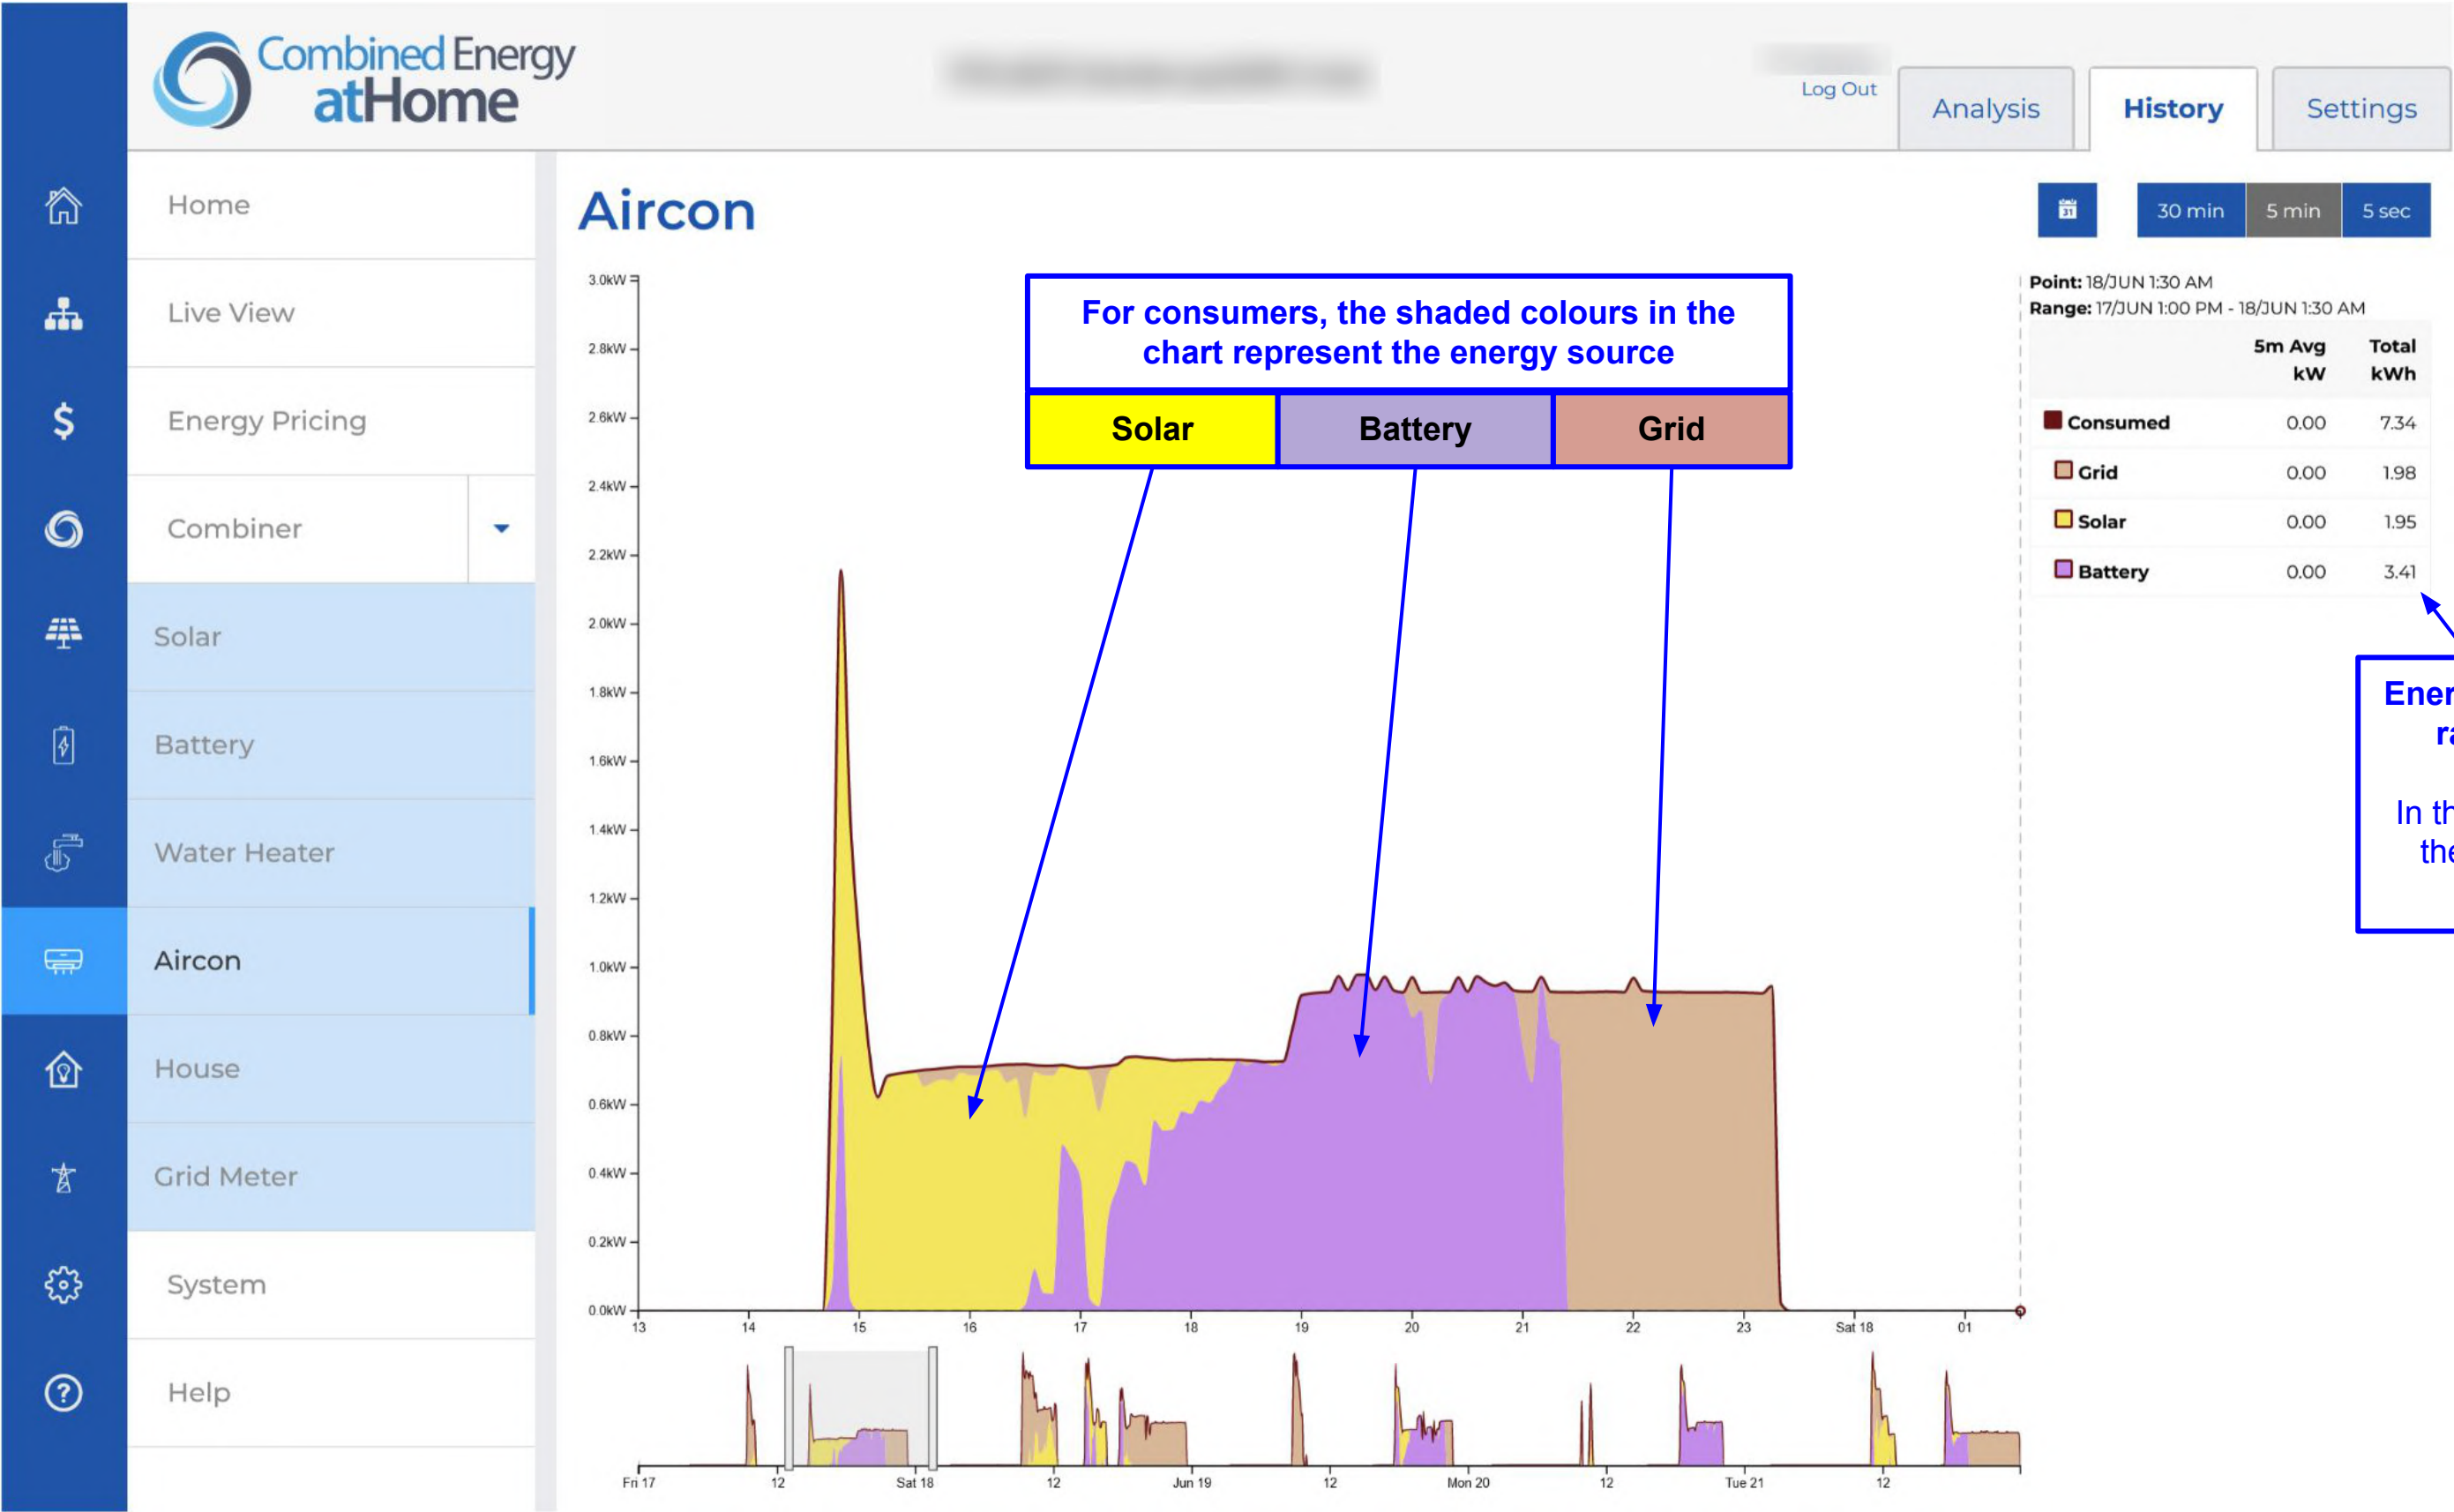 Combined Energy
atHome
Log Out
Analysis
History
Settings
Home
Live View
Energy Pricing
Combiner
Solar
Battery
Water Heater
Aircon
House
Grid Meter
System
Help
Aircon
31
30 min
5 min
5 sec
For consumers, the shaded colours in the
chart represent the energy source
Solar
Battery
Grid
Point: 18/JUN 1:30 AM
Range: 17/JUN 1:00 PM - 18/JUN 1:30 AM
5m Avg Total
kW kWh
Consumed 0.00 7.34
Grid 0.00 1.98
Solar 0.00 1.95
Battery 0.00 3.41
In
3.0kW
2.8kW
2.6kW
2.4kW
2.2kW
2.0kW
1.8kW
1.6kW
1.4kW
1.2kW
1.0kW
0.8kW
0.6kW
0.4kW
0.2kW
0.0kW
13 14 15 16 17 18 19 20 21 22 23 Sat 18 01
Fri 17 12 Sat 18 12 Jun 19 12 Mon 20 12 Tue 21 12